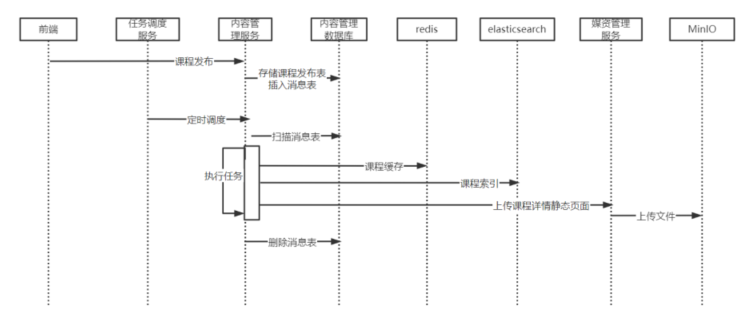 前端
任务调度
服务
内容管
理服务
内容管理
数据库
redis
elasticsearch
媒资管理
服务
MinIO
课程发布
存储课程发布表
插入消息表
定时调度
扫描消息表
执行任务
课程缓存
课程索引
上传课程详情静态页面
上传文件
删除消息表